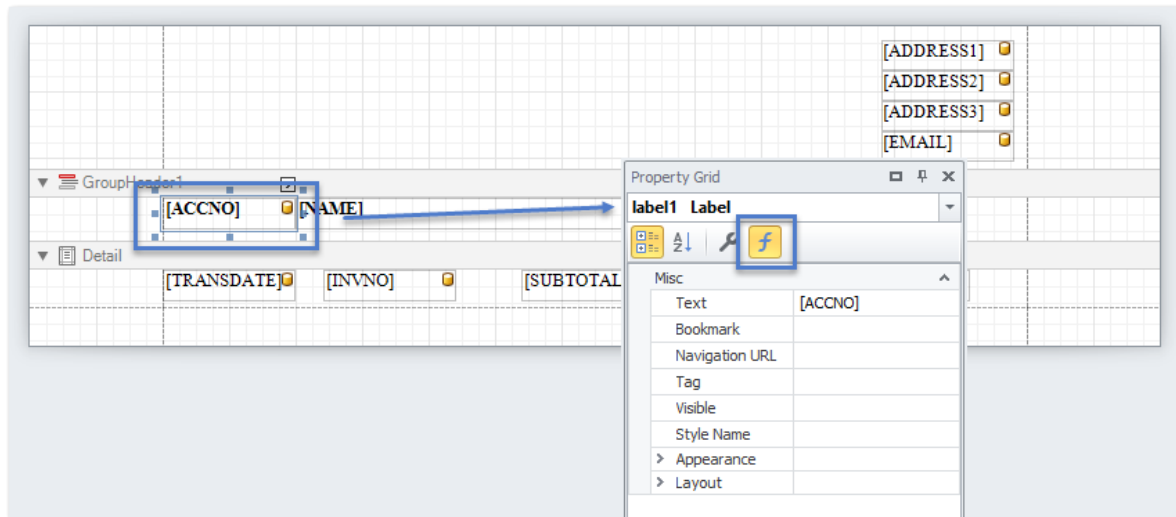 [ADDRESS1]
[ADDRESS2]
[ADDRESS3]
[EMAIL]
GroupHeader1
[ACCNO] [NAME]
Detail
[TRANSDATE] [INVNO] [SUBTOTAL
Property Grid
label1 Label
Misc
Text [ACCNO]
Bookmark
Navigation URL
Tag
Visible
Style Name
Appearance
Layout